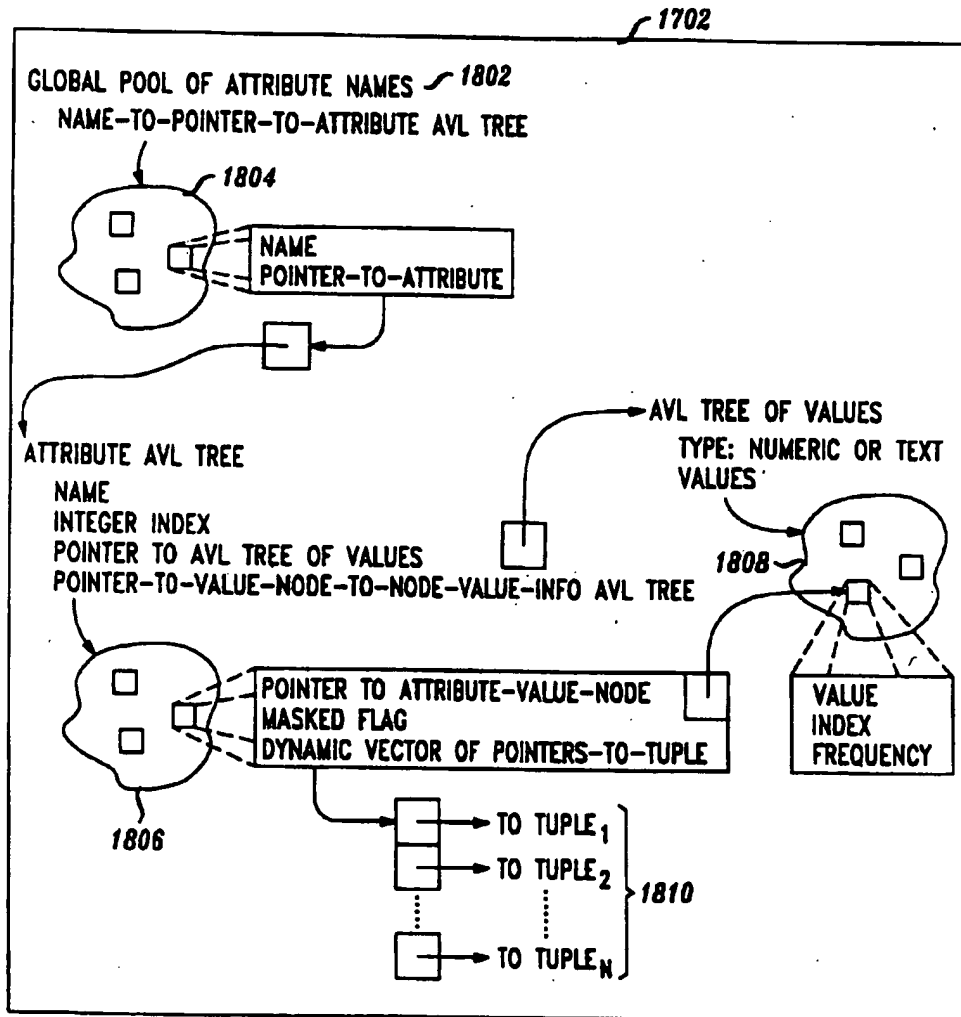 1702
GLOBAL POOL OF ATTRIBUTE NAMES 1802
NAME-TO-POINTER-TO-ATTRIBUTE AVL TREE
1804
NAME
POINTER-TO-ATTRIBUTE
AVL TREE OF VALUES
TYPE: NUMERIC OR TEXT
VALUES
ATTRIBUTE AVL TREE
NAME
INTEGER INDEX
POINTER TO AVL TREE OF VALUES
POINTER-TO-VALUE-NODE-TO-NODE-VALUE-INFO AVL TREE
1808
POINTER TO ATTRIBUTE-VALUE-NODE
MASKED FLAG
DYNAMIC VECTOR OF POINTERS-TO-TUPLE
VALUE
INDEX
FREQUENCY
1806
TO TUPLE1
TO TUPLE2
1810
TO TUPLEN